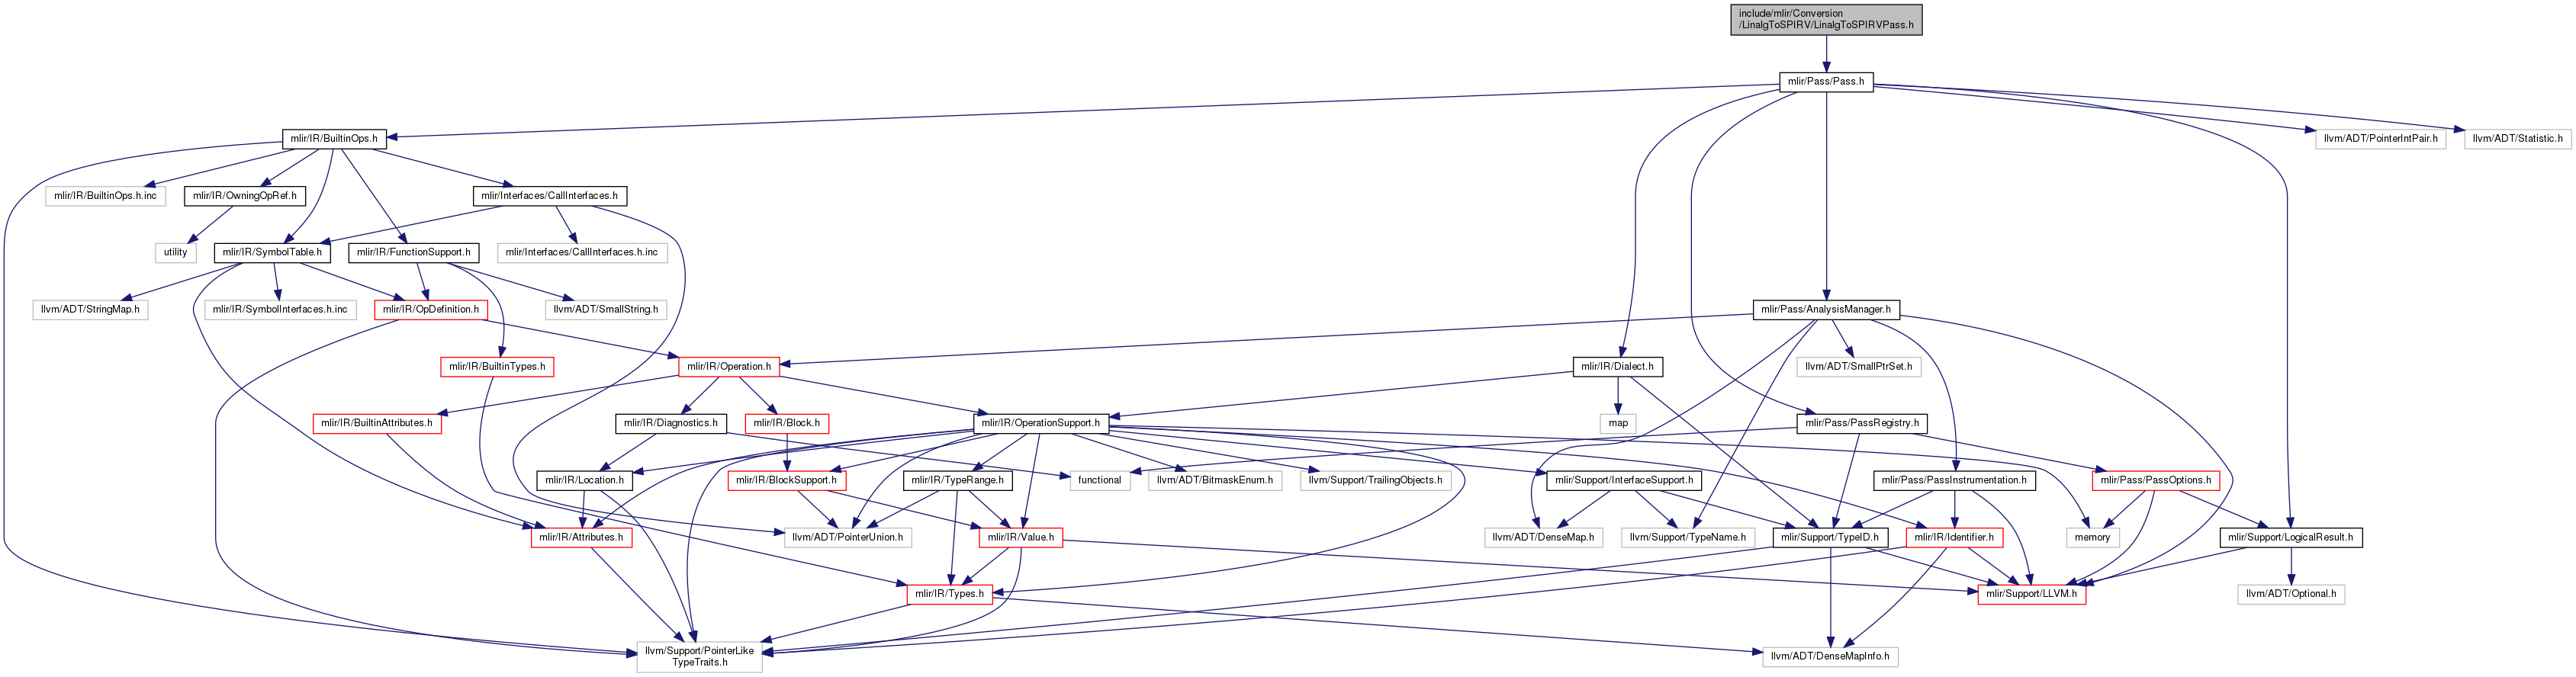 include/mlir/Conversion
/LinalgToSPIRV/LinalgToSPIRVPass.h
mlir/Pass/Pass.h
mlir/IR/BuiltinOps.h
llvm/ADT/PointerIntPair.h
llvm/ADT/Statistic.h
mlir/IR/BuiltinOps.h.inc
mlir/IR/OwningOpRef.h
mlir/Interfaces/CallInterfaces.h
utility
mlir/IR/SymbolTable.h
mlir/IR/FunctionSupport.h
mlir/Interfaces/CallInterfaces.h.inc
llvm/ADT/StringMap.h
mlir/IR/SymbolInterfaces.h.inc
mlir/IR/OpDefinition.h
llvm/ADT/SmallString.h
mlir/Pass/AnalysisManager.h
mlir/IR/BuiltinTypes.h
mlir/IR/Operation.h
mlir/IR/Dialect.h
llvm/ADT/SmallPtrSet.h
mlir/IR/BuiltinAttributes.h
mlir/IR/Diagnostics.h
mlir/IR/Block.h
mlir/IR/OperationSupport.h
map
mlir/Pass/PassRegistry.h
mlir/IR/Location.h
mlir/IR/BlockSupport.h
mlir/IR/TypeRange.h
functional
llvm/ADT/BitmaskEnum.h
llvm/Support/TrailingObjects.h
mlir/Support/InterfaceSupport.h
mlir/Pass/PassInstrumentation.h
mlir/Pass/PassOptions.h
mlir/IR/Attributes.h
llvm/ADT/PointerUnion.h
mlir/IR/Value.h
llvm/ADT/DenseMap.h
llvm/Support/TypeName.h
mlir/Support/TypeID.h
mlir/IR/Identifier.h
memory
mlir/Support/LogicalResult.h
mlir/IR/Types.h
mlir/Support/LLVM.h
llvm/ADT/Optional.h
llvm/Support/PointerLike
TypeTraits.h
llvm/ADT/DenseMapInfo.h